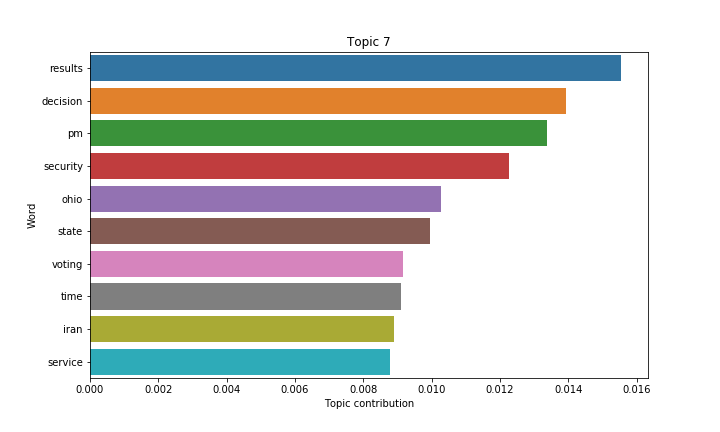 Topic 7
Word
results
decision
pm
security
ohio
state
voting
time
iran
service
0.000 0.002 0.004 0.006 0.008 0.010 0.012 0.014 0.016
Topic contribution